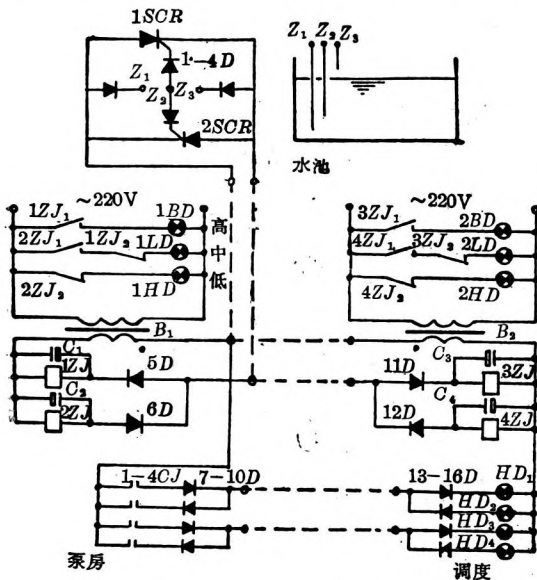 1SCR
Z₁ Z₂ Z₃
1-4D
Z₁
Z₂ Z₃
2SCR
水池
~220V
1ZJ₁ 1BD 高
2ZJ₁ 1ZJ₂ 1LD 中
低
2ZJ₂ 1HD
~220V
3ZJ₁ 2BD
4ZJ₁ 3ZJ₂ 2LD
4ZJ₂ 2HD
B₁
B₂
C₁
1ZJ 5D
C₂
2ZJ 6D
C₃
11D 3ZJ
C₄
12D 4ZJ
1-4CJ 7-10D
13-16D HD₁
HD₂
HD₃
HD₄
泵房
调度